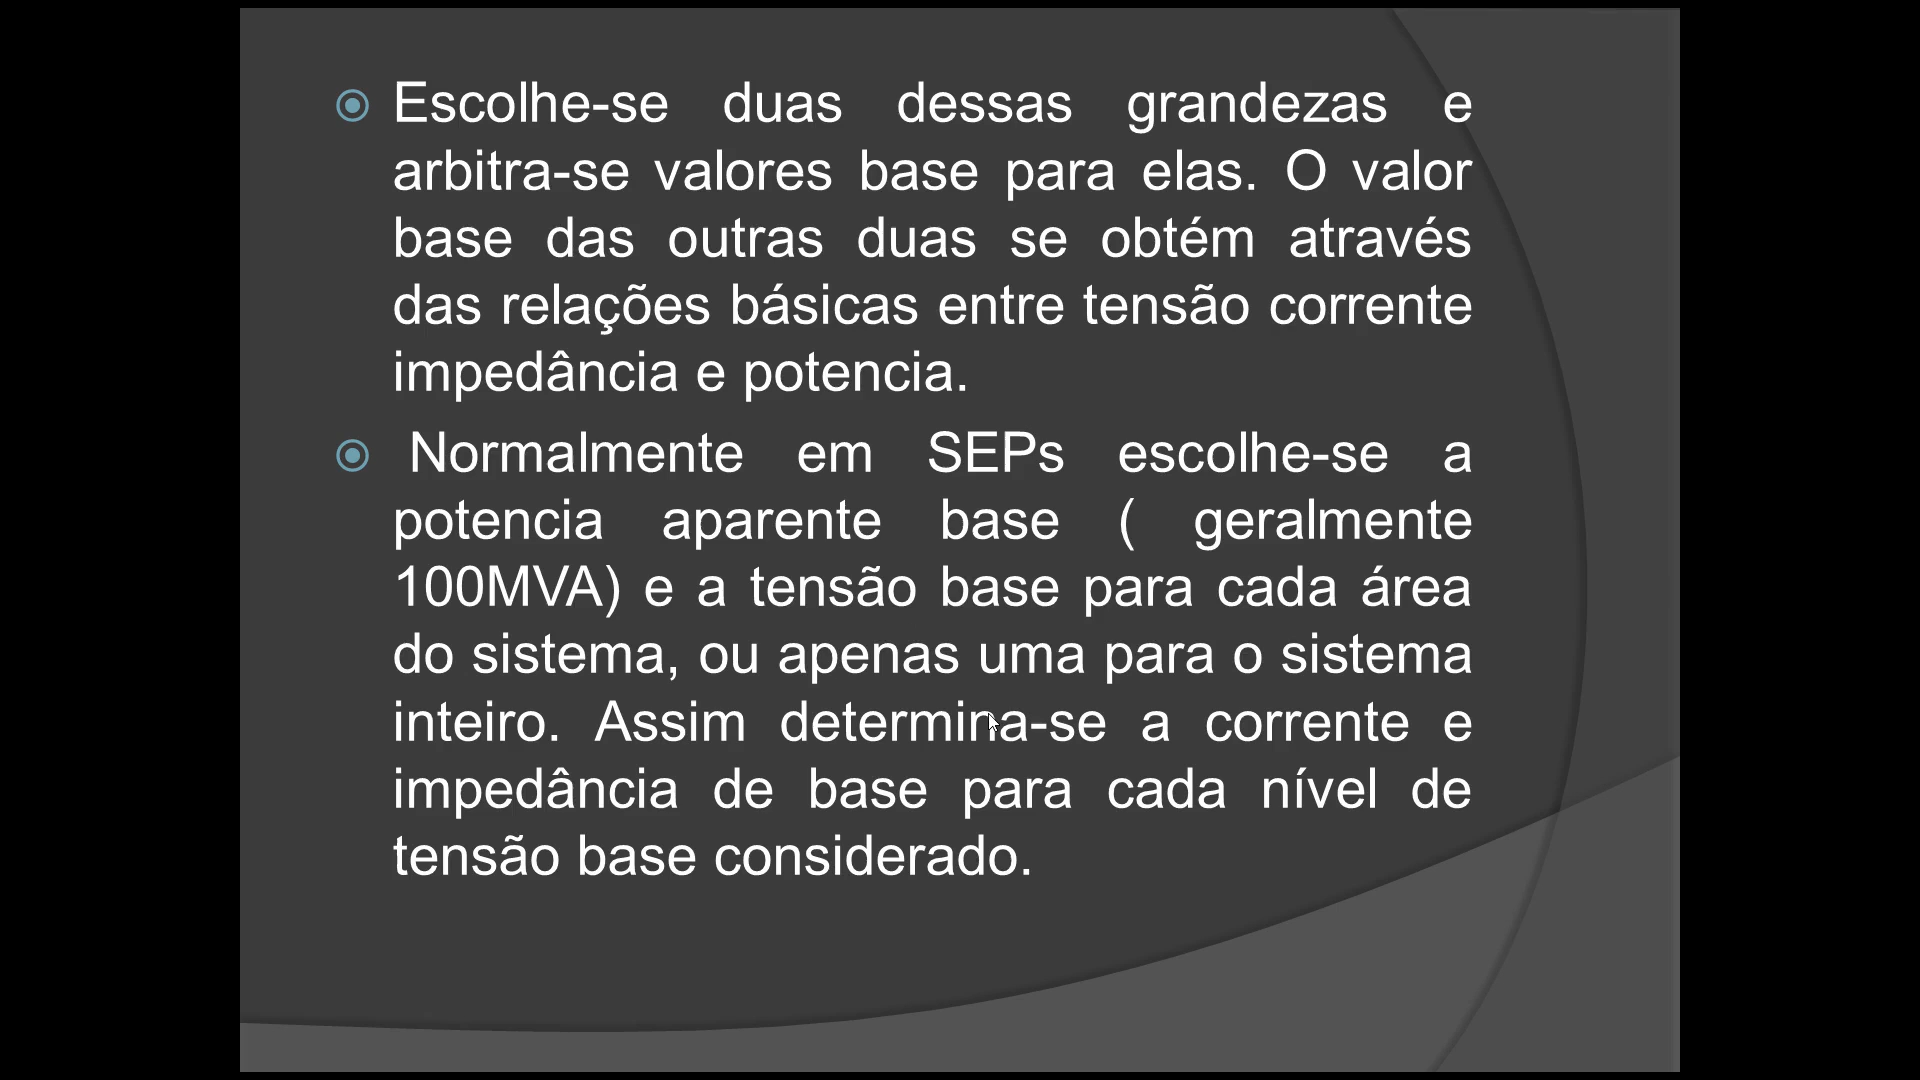 Escolhe-se duas dessas grandezas e
arbitra-se valores base para elas. O valor
base das outras duas se obtém através
das relações básicas entre tensão corrente
impedância e potencia.
Normalmente em SEPs escolhe-se a
potencia aparente base ( geralmente
100MVA) e a tensão base para cada área
do sistema, ou apenas uma para o sistema
inteiro. Assim determina-se a corrente e
impedância de base para cada nível de
tensão base considerado.